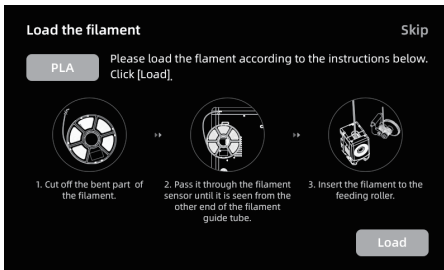 Load the filament
Skip
PLA
Please load the flament according to the instructions below.
Click [Load].
1. Cut off the bent part of
the filament.
2. Pass it through the filament
sensor until it is seen from the
other end of the filament
guide tube.
3. Insert the filament to the
feeding roller.
Load